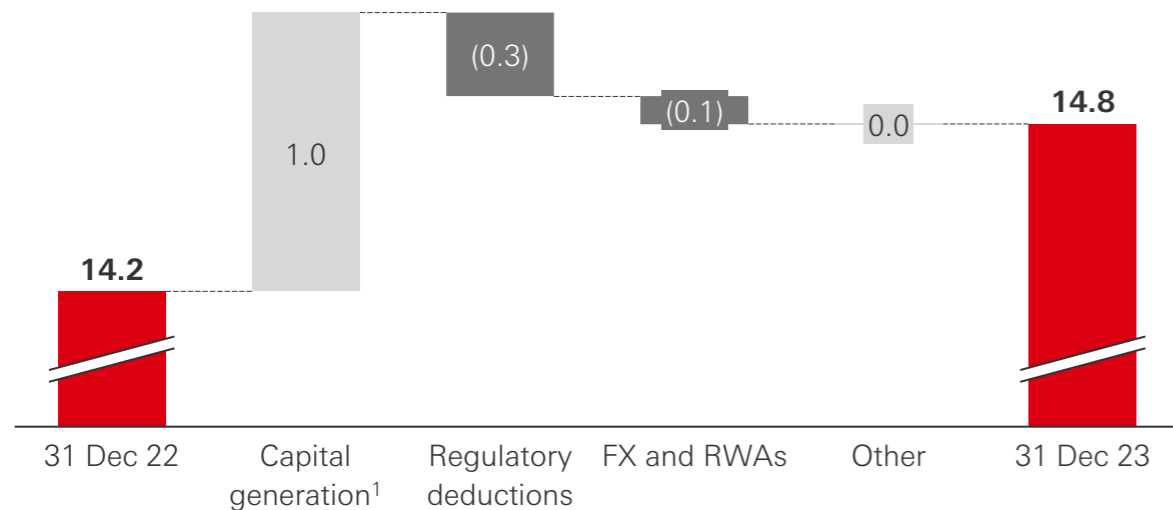 (0.3)
14.8
(0.1)
0.0
1.0
14.2
31 Dec 22
Capital
generation¹
Regulatory
deductions
FX and RWAs
Other
31 Dec 23